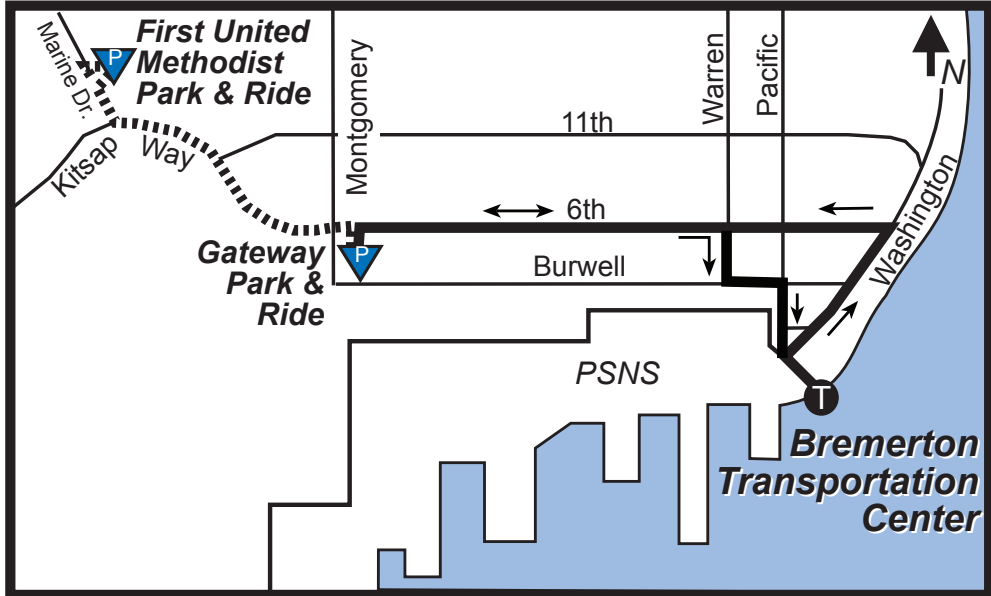 Marine Dr.
P
First United
Methodist
Park & Ride
Kitsap
Way
Montgomery
Warren
Pacific
N
11th
6th
Washington
Gateway
Park &
Ride
P
Burwell
PSNS
T
Bremerton
Transportation
Center